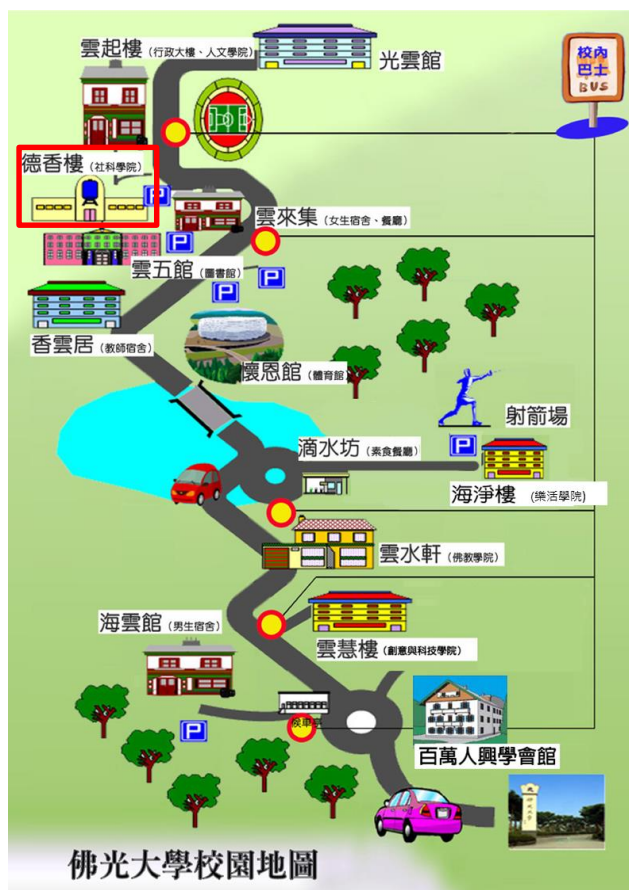 雲起樓 (行政大樓、人文學院)
光雲館
校內
巴士
BUS
德香樓 (社科學院)
P
雲來集 (女生宿舍、餐廳)
P
雲五館 (圖書館)
P
P
香雲居 (教師宿舍)
懷恩館 (體育館)
射箭場
滴水坊 (素食餐廳)
P
海淨樓 (樂活學院)
雲水軒 (佛教學院)
海雲館 (男生宿舍)
雲慧樓 (創意與科技學院)
候車亭
P
百萬人興學會館
佛光大學校園地圖